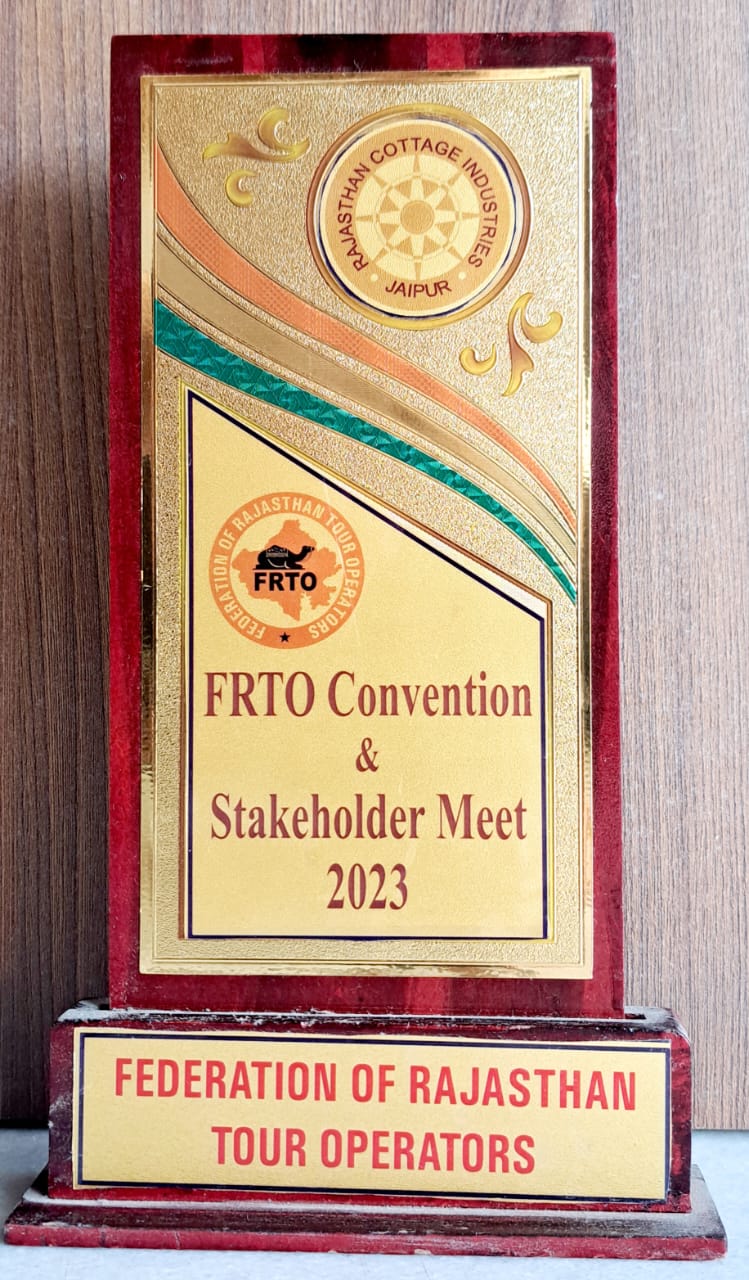 RAJASTHAN COTTAGE INDUSTRIES
JAIPUR
FEDERATION OF RAJASTHAN TOUR OPERATORS
FRTO
FRTO Convention
&
Stakeholder Meet
2023
FEDERATION OF RAJASTHAN
TOUR OPERATORS